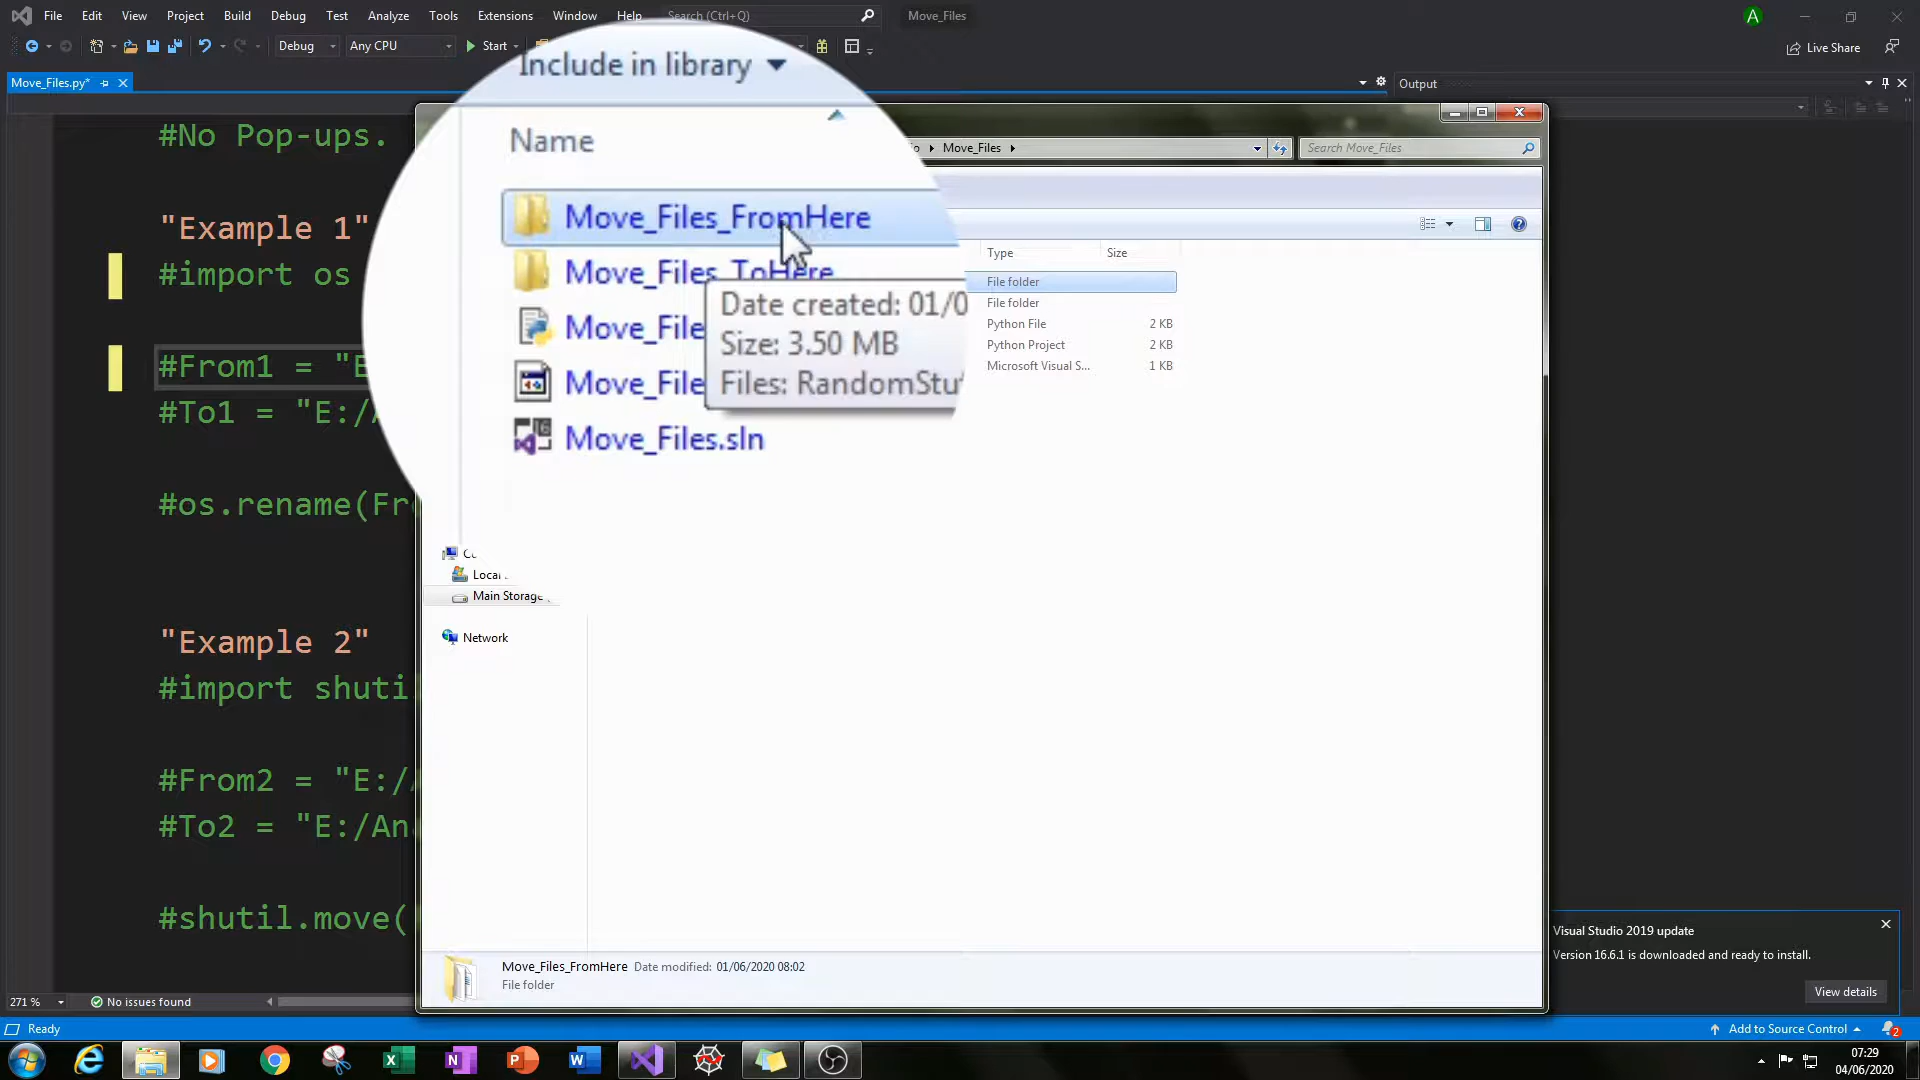 File Edit View Project Build Debug Test Analyze Tools Extensions Window Help Search (Ctrl+Q) Move_Files A
Debug Any CPU Start Live Share
Move_Files.py* Output
#No Pop-ups.
"Example 1"
#import os
#From1 = "E
#To1 = "E:/
#os.rename(Fr
"Example 2"
#import shuti
#From2 = "E:/
#To2 = "E:/An
#shutil.move(
Include in library
Move_Files
Search Move_Files
Name
Type Size
Move_Files_FromHere
Move_Files_ToHere
Move_File
Move_File
Move_Files.sln
Date created: 01/0
Size: 3.50 MB
Files: RandomStu
File folder
File folder
Python File 2 KB
Python Project 2 KB
Microsoft Visual S... 1 KB
Local
Main Storage
Network
Move_Files_FromHere Date modified: 01/06/2020 08:02
File folder
Visual Studio 2019 update
Version 16.6.1 is downloaded and ready to install.
View details
271 % No issues found
Ready Add to Source Control 2
07:29
04/06/2020